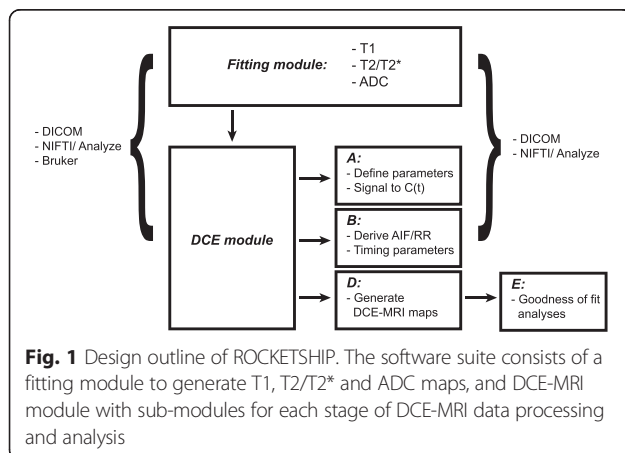 Fitting module:
- T1
- T2/T2*
- ADC
- DICOM
- NIFTI/ Analyze
- Bruker
- DICOM
- NIFTI/ Analyze
DCE module
A:
- Define parameters
- Signal to C(t)
B:
- Derive AIF/RR
- Timing parameters
D:
- Generate
DCE-MRI maps
E:
- Goodness of fit
analyses
Fig. 1 Design outline of ROCKETSHIP. The software suite consists of a
fitting module to generate T1, T2/T2* and ADC maps, and DCE-MRI
module with sub-modules for each stage of DCE-MRI data processing
and analysis